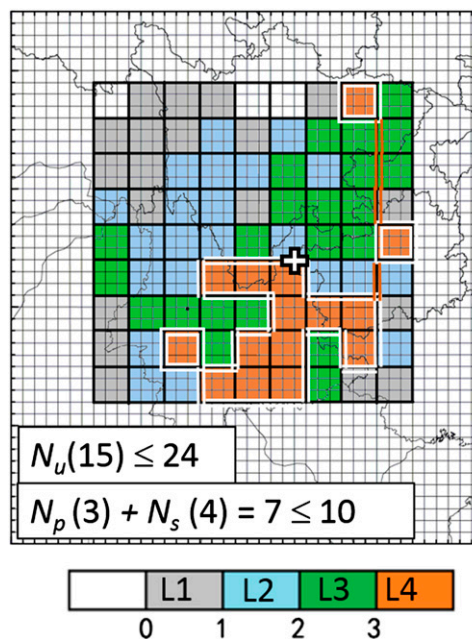 N_u(15) ≤ 24
N_p (3) + N_s (4) = 7 ≤ 10
L1 L2 L3 L4
0 1 2 3